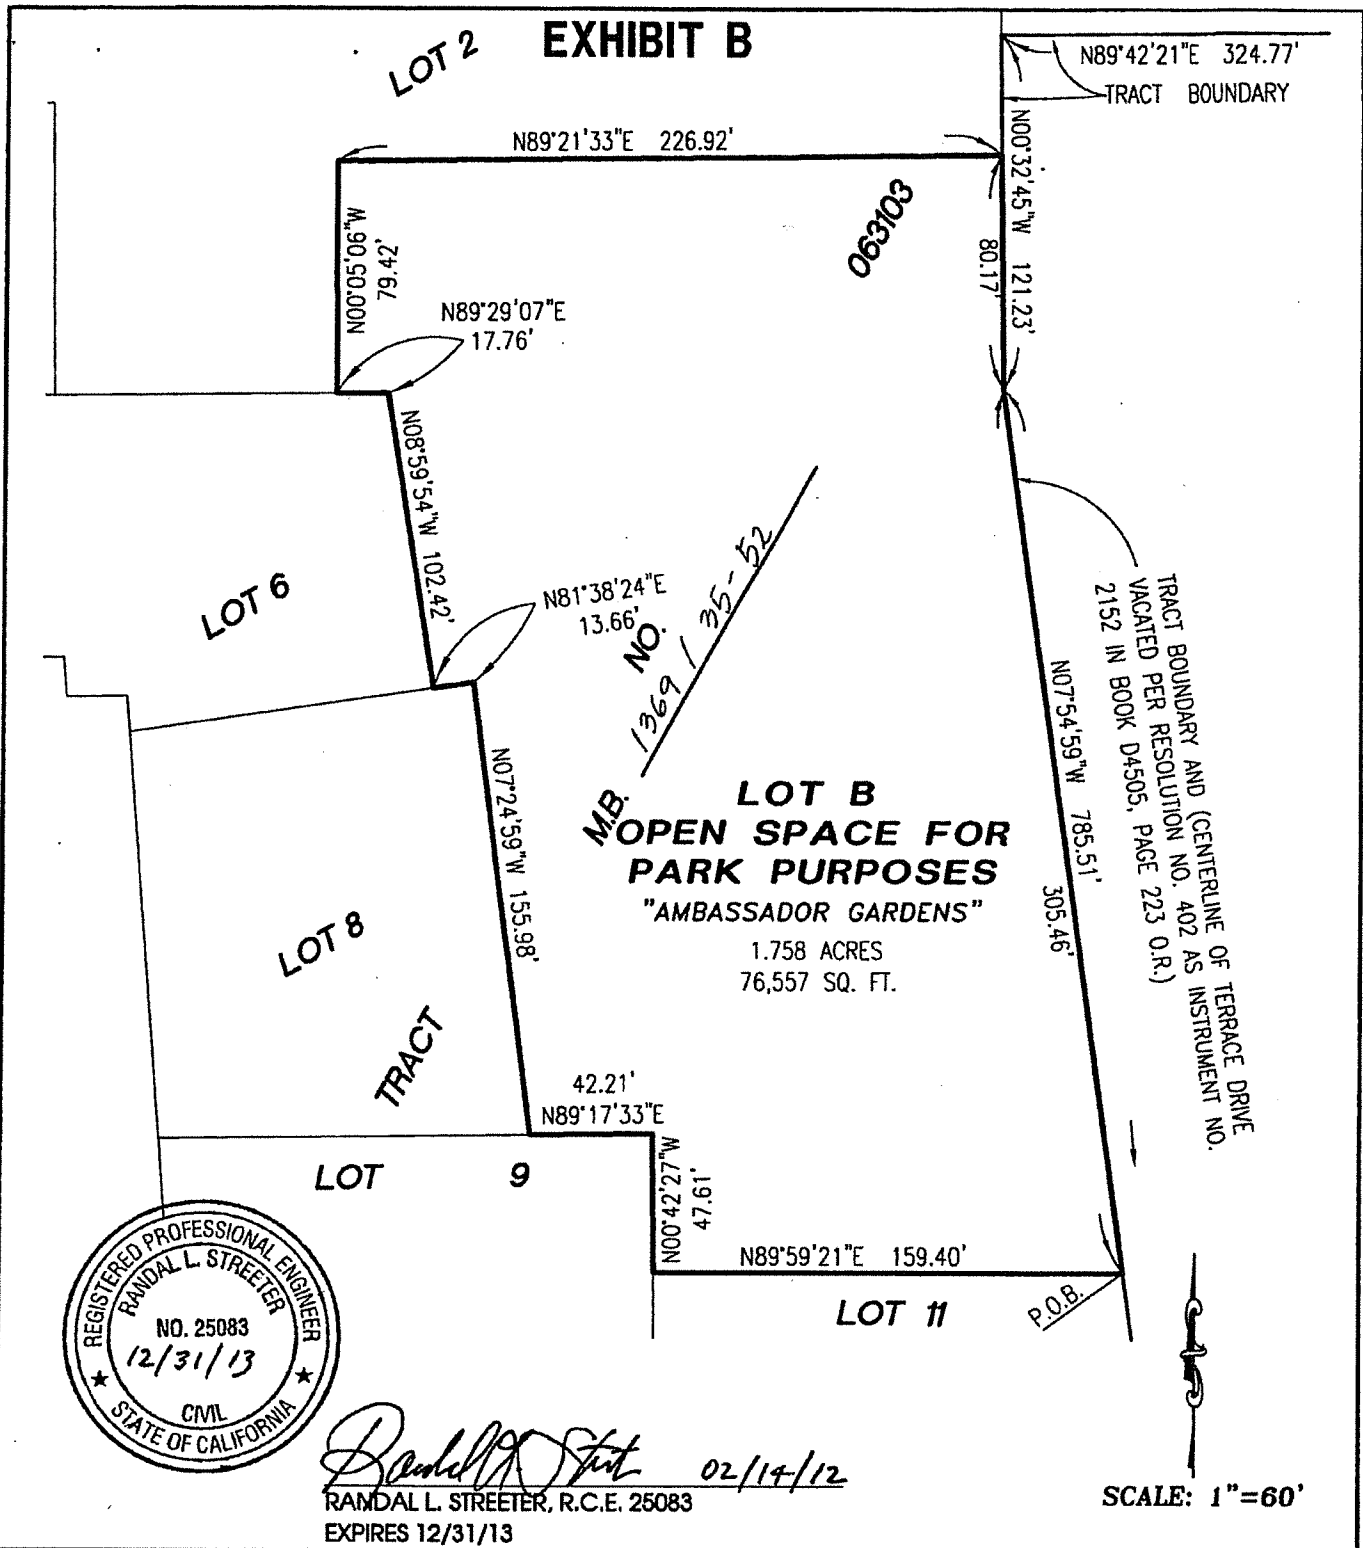 EXHIBIT B
LOT 2
N89°42'21"E 324.77'
TRACT BOUNDARY
N89°21'33"E 226.92'
N00°32'45"W 121.23'
80.17'
063103
N00°05'06"W
79.42'
N89°29'07"E
17.76'
N08°59'54"W 102.42'
LOT 6
N81°38'24"E
13.66'
NO.
M.B. 1369 / 35-52
TRACT BOUNDARY AND (CENTERLINE OF TERRACE DRIVE
VACATED PER RESOLUTION NO. 402 AS INSTRUMENT NO.
2152 IN BOOK D4505, PAGE 223 O.R.)
N07°54'59"W 785.51'
305.46'
N07°24'59"W 155.98'
LOT B
OPEN SPACE FOR
PARK PURPOSES
"AMBASSADOR GARDENS"
1.758 ACRES
76,557 SQ. FT.
LOT 8
TRACT
42.21'
N89°17'33"E
LOT 9
N00°42'27"W
47.61'
N89°59'21"E 159.40'
LOT 11
P.O.B.
REGISTERED PROFESSIONAL ENGINEER
RANDAL L. STREETER
NO. 25083
12/31/13
CIVIL
STATE OF CALIFORNIA
02/14/12
RANDAL L. STREETER, R.C.E. 25083
EXPIRES 12/31/13
SCALE: 1"=60'